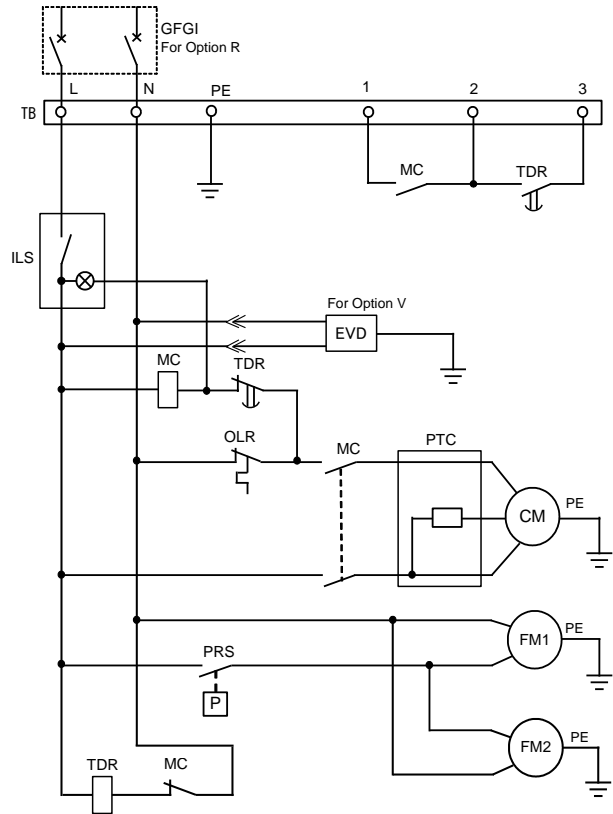 GFGI
For Option R
L N PE 1 2 3
TB
MC TDR
ILS
For Option V
EVD
MC TDR
OLR MC PTC
CM PE
PRS FM1 PE
P
FM2 PE
TDR MC